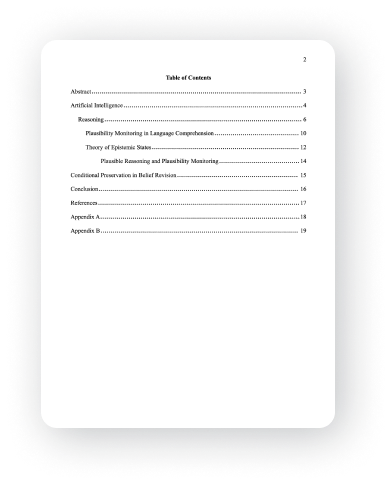 2
Table of Contents
Abstract.......................................................................................................... 3
Artificial Intelligence.......................................................................................... 4
Reasoning.................................................................................................... 6
Plausibility Monitoring in Language Comprehension........................................... 10
Theory of Epistemic States.......................................................................... 12
Plausible Reasoning and Plausibility Monitoring......................................... 14
Conditional Preservation in Belief Revision............................................................. 15
Conclusion....................................................................................................... 16
References........................................................................................................ 17
Appendix A....................................................................................................... 18
Appendix B....................................................................................................... 19